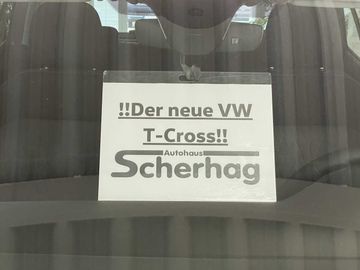 !!Der neue VW
T-Cross!!
Autohaus
Scherhag